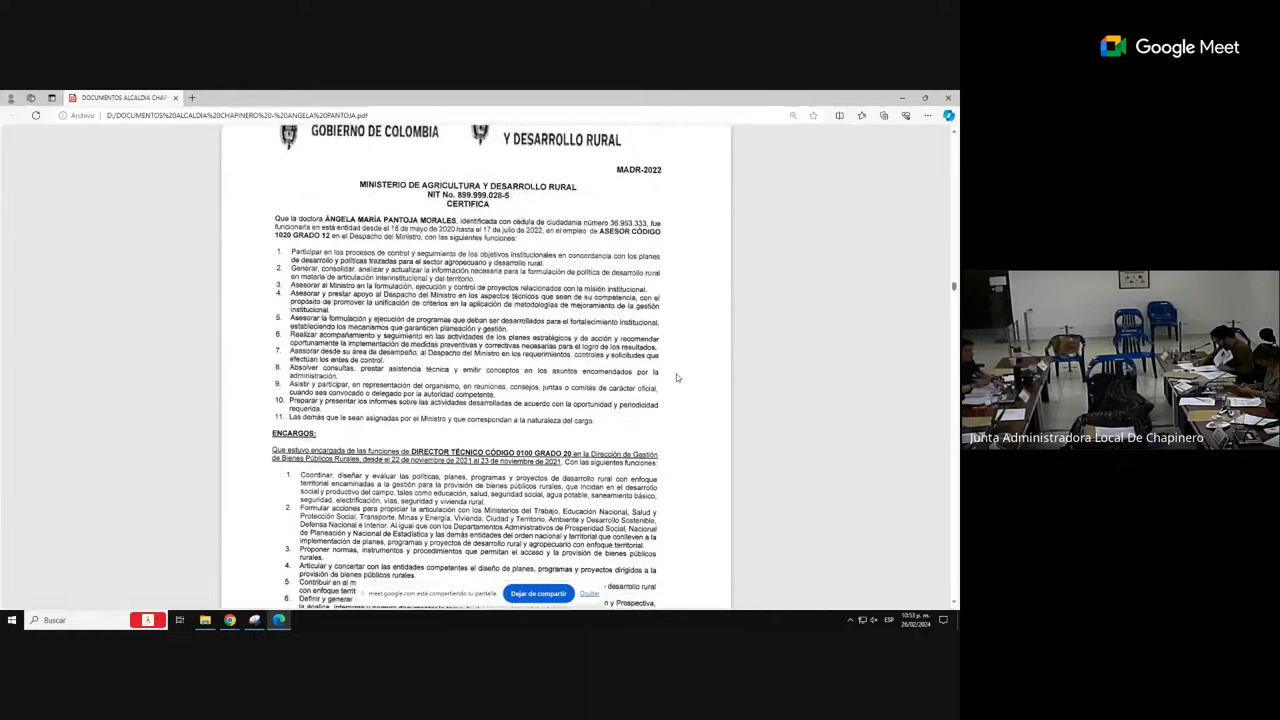 Google Meet
DOCUMENTOS ALCALDIA CHAP
Archivo
D:/DOCUMENTOS%20ALCALDIA%20CHAPINERO%20-%20ANGELA%20PANTOJA.pdf
GOBIERNO DE COLOMBIA
Y DESARROLLO RURAL
MADR-2022
MINISTERIO DE AGRICULTURA Y DESARROLLO RURAL
NIT No. 899.999.028-5
CERTIFICA
Que la doctora ÁNGELA MARÍA PANTOJA MORALES, identificada con cédula de ciudadanía número 36.953.333, fue
funcionaria en está entidad desde el 18 de mayo de 2020 hasta el 17 de julio de 2022, en el empleo de ASESOR CÓDIGO
1020 GRADO 12 en el Despacho del Ministro, con las siguientes funciones:
1. Participar en los procesos de control y seguimiento de los objetivos institucionales en concordancia con los planes
de desarrollo y políticas trazadas para el sector agropecuario y desarrollo rural.
2. Generar, consolidar, analizar y actualizar la información necesaria para la formulación de política de desarrollo rural
en materia de articulación interinstitucional y del territorio.
3. Asesorar al Ministro en la formulación, ejecución y control de proyectos relacionados con la misión institucional.
4. Asesorar y prestar apoyo al Despacho del Ministro en los aspectos técnicos que sean de su competencia, con el
propósito de promover la unificación de criterios en la aplicación de metodologías de mejoramiento de la gestión
institucional.
5. Asesorar la formulación y ejecución de programas que deban ser desarrollados para el fortalecimiento institucional,
estableciendo los mecanismos que garanticen planeación y gestión.
6. Realizar acompañamiento y seguimiento en las actividades de los planes estratégicos y de acción y recomendar
oportunamente la implementación de medidas preventivas y correctivas necesarias para el logro de los resultados.
7. Asesorar desde su área de desempeño, al Despacho del Ministro en los requerimientos, controles y solicitudes que
efectúan los entes de control.
8. Absolver consultas, prestar asistencia técnica y emitir conceptos en los asuntos encomendados por la
administración.
9. Asistir y participar, en representación del organismo, en reuniones, consejos, juntas o comités de carácter oficial,
cuando sea convocado o delegado por la autoridad competente.
10. Preparar y presentar los informes sobre las actividades desarrolladas de acuerdo con la oportunidad y periodicidad
requerida.
11. Las demás que le sean asignadas por el Ministro y que correspondan a la naturaleza del cargo.
ENCARGOS:
Que estuvo encargada de las funciones de DIRECTOR TÉCNICO CÓDIGO 0100 GRADO 20 en la Dirección de Gestión
de Bienes Públicos Rurales, desde el 22 de noviembre de 2021 al 23 de noviembre de 2021. Con las siguientes funciones:
1. Coordinar, diseñar y evaluar las políticas, planes, programas y proyectos de desarrollo rural con enfoque
territorial encaminadas a la gestión para la provisión de bienes públicos rurales, que incidan en el desarrollo
social y productivo del campo, tales como educación, salud, seguridad social, agua potable, saneamiento básico,
seguridad, electrificación, vías, seguridad y vivienda rural.
2. Formular acciones para propiciar la articulación con los Ministerios del Trabajo, Educación Nacional, Salud y
Protección Social, Transporte, Minas y Energía, Vivienda, Ciudad y Territorio, Ambiente y Desarrollo Sostenible,
Defensa Nacional e Interior. Al igual que con los Departamentos Administrativos de Prosperidad Social, Nacional
de Planeación y Nacional de Estadística y las demás entidades del orden nacional y territorial que conlleven a la
implementación de planes, programas y proyectos de desarrollo rural y agropecuario con enfoque territorial.
3. Proponer normas, instrumentos y procedimientos que permitan el acceso y la provisión de bienes públicos
rurales.
4. Articular y concertar con las entidades competentes el diseño de planes, programas y proyectos dirigidos a la
provisión de bienes públicos rurales.
5. Contribuir en el m
desarrollo rural
con enfoque territ
6. Definir y generar
n y Prospectiva,
meet.google.com está compartiendo tu pantalla.
Dejar de compartir
Ocultar
Junta Administradora Local De Chapinero
Buscar
ESP
10:53 p. m.
26/02/2024